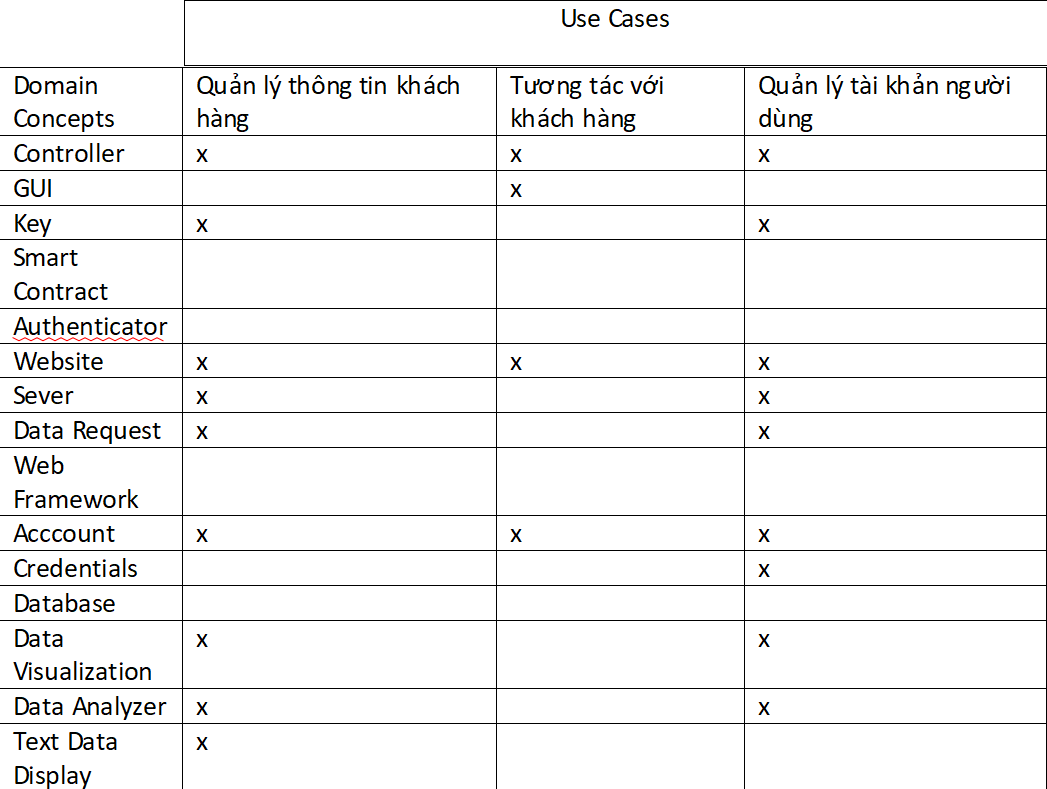 Use Cases
Domain Quản lý thông tin khách Tương tác với Quản lý tài khản người
Concepts hàng khách hàng dùng
Controller x x x
GUI x
Key x x
Smart
Contract
Authenticator
Website x x x
Sever x x
Data Request x x
Web
Framework
Acccount x x x
Credentials x
Database
Data x x
Visualization
Data Analyzer x x
Text Data x
Display